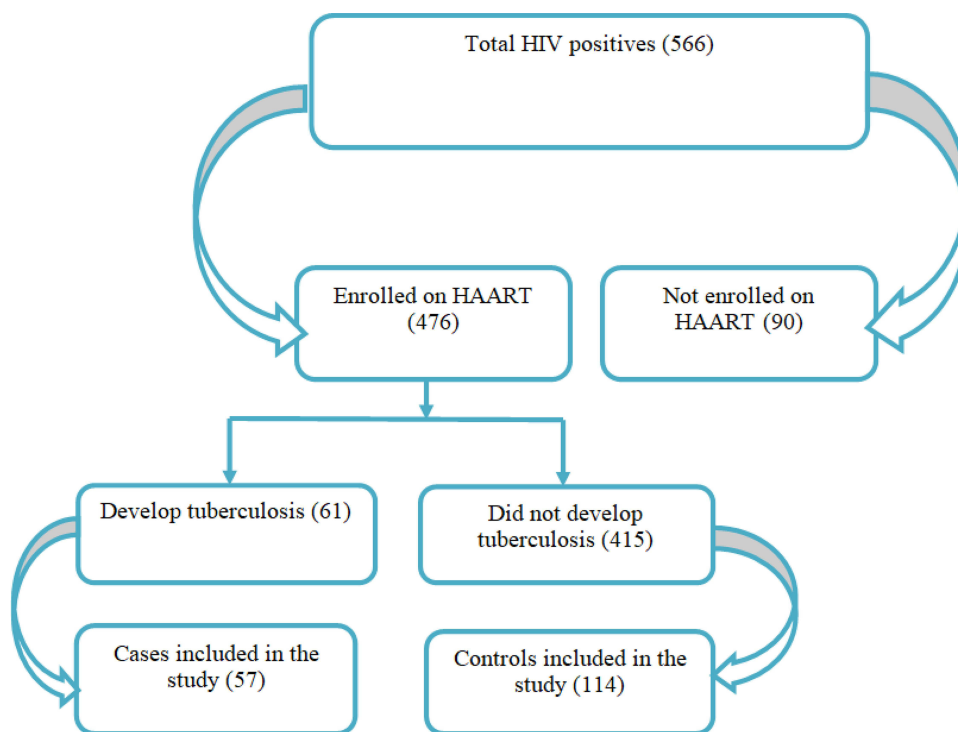 Total HIV positives (566)
Enrolled on HAART
(476)
Not enrolled on
HAART (90)
Develop tuberculosis (61)
Did not develop
tuberculosis (415)
Cases included in the
study (57)
Controls included in the
study (114)